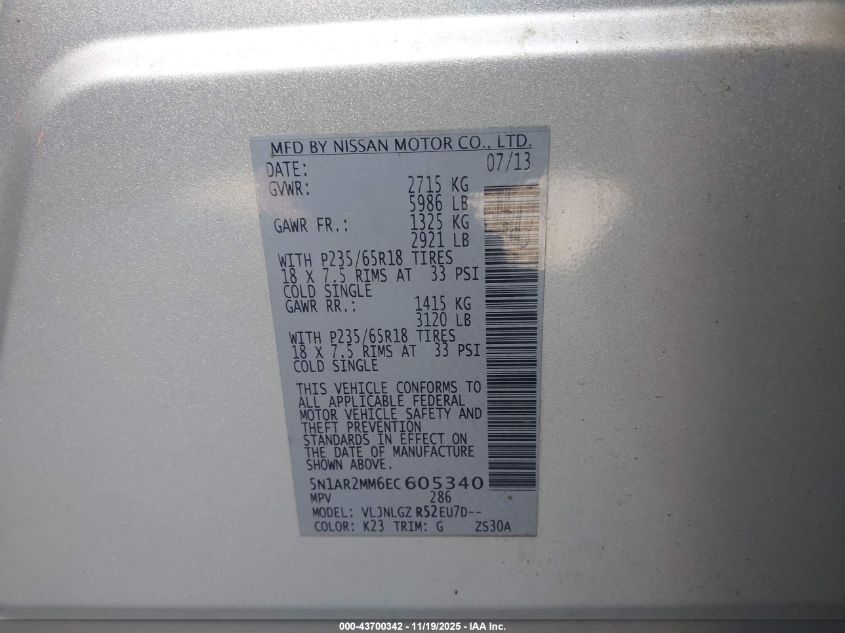 MFD BY NISSAN MOTOR CO., LTD.
DATE: 07/13
GVWR: 2715 KG
5986 LB
GAWR FR.: 1325 KG
2921 LB
WITH P235/65R18 TIRES
18 X 7.5 RIMS AT 33 PSI
COLD SINGLE
GAWR RR.: 1415 KG
3120 LB
WITH P235/65R18 TIRES
18 X 7.5 RIMS AT 33 PSI
COLD SINGLE
THIS VEHICLE CONFORMS TO
ALL APPLICABLE FEDERAL
MOTOR VEHICLE SAFETY AND
THEFT PREVENTION
STANDARDS IN EFFECT ON
THE DATE OF MANUFACTURE
SHOWN ABOVE.
5N1AR2MM6EC605340
MPV 286
MODEL: VLJNLGZ R52EU7D--
COLOR: K23 TRIM: G ZS30A
000-43700342 - 11/19/2025 - IAA Inc.